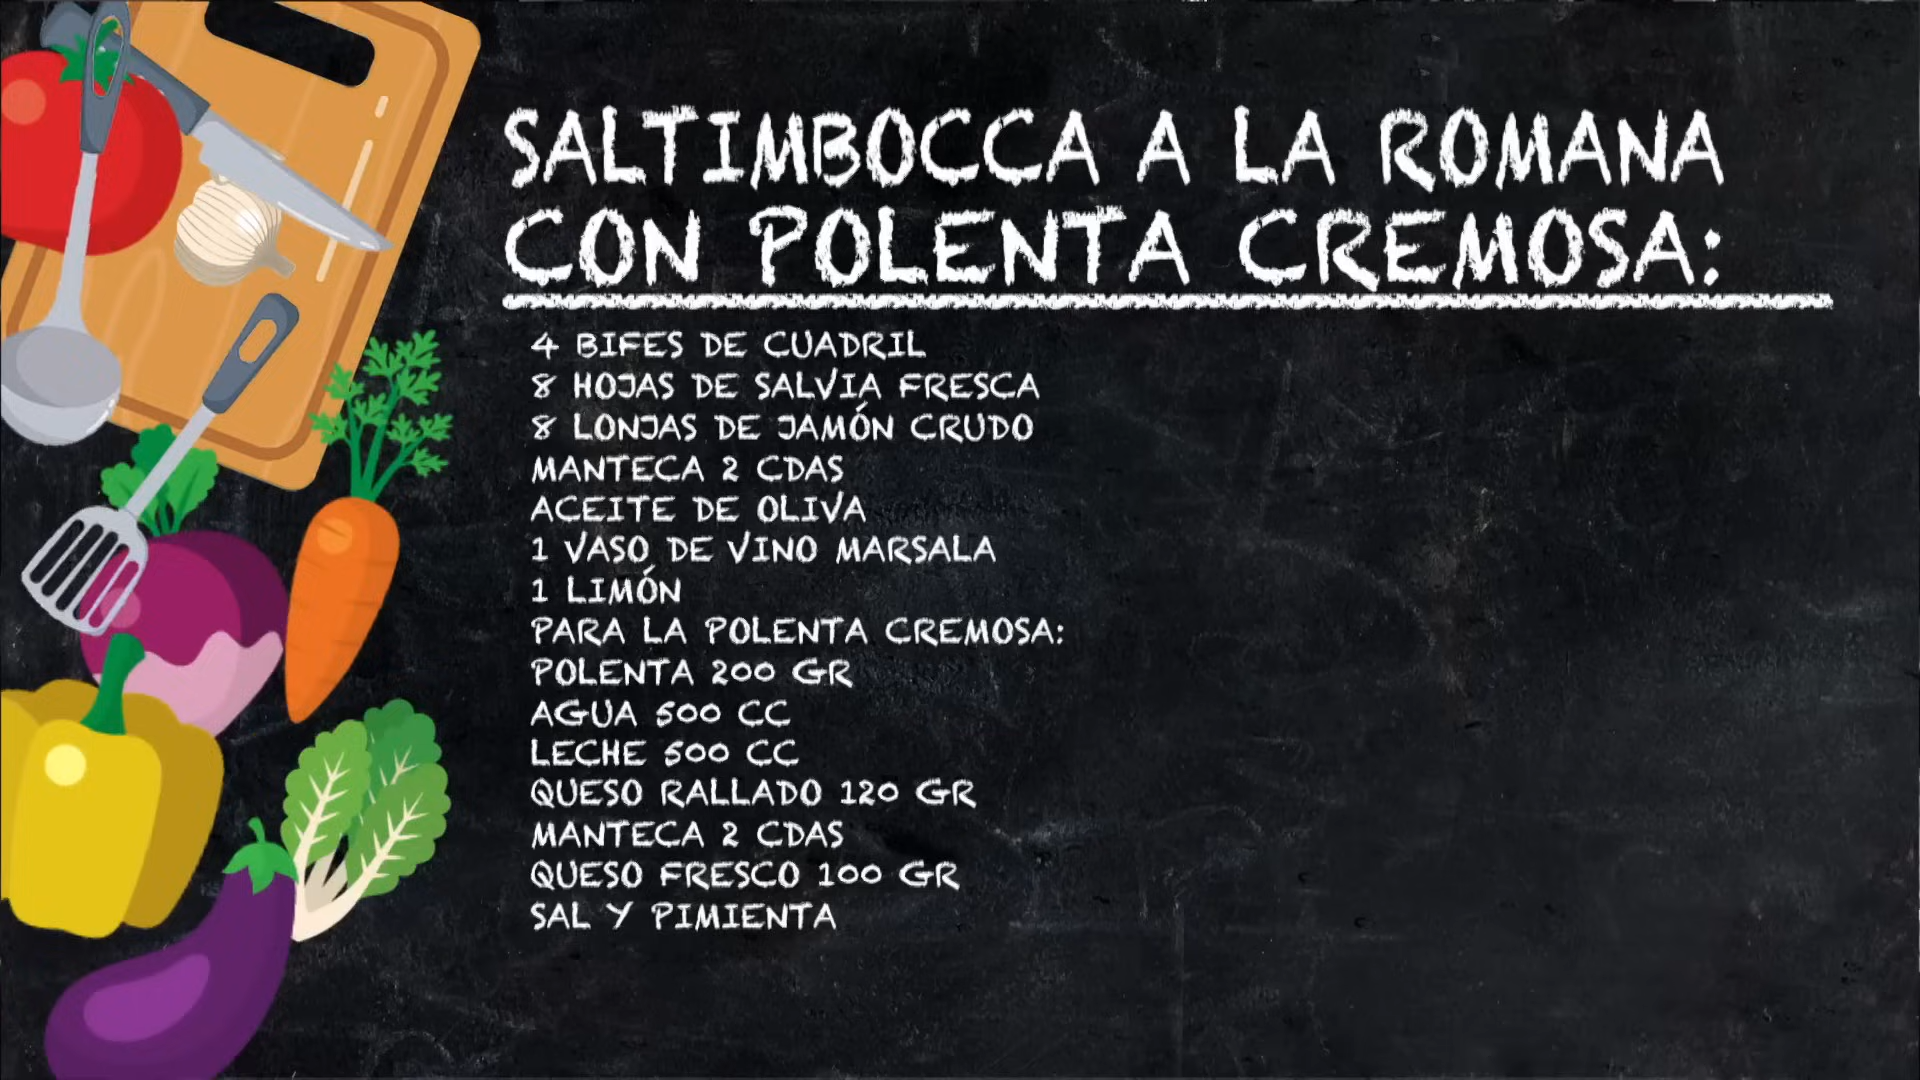 SALTIMBOCCA A LA ROMANA
CON POLENTA CREMOSA:
4 BIFES DE CUADRIL
8 HOJAS DE SALVIA FRESCA
8 LONJAS DE JAMÓN CRUDO
MANTECA 2 CDAS
ACEITE DE OLIVA
1 VASO DE VINO MARSALA
1 LIMÓN
PARA LA POLENTA CREMOSA:
POLENTA 200 GR
AGUA 500 CC
LECHE 500 CC
QUESO RALLADO 120 GR
MANTECA 2 CDAS
QUESO FRESCO 100 GR
SAL Y PIMIENTA